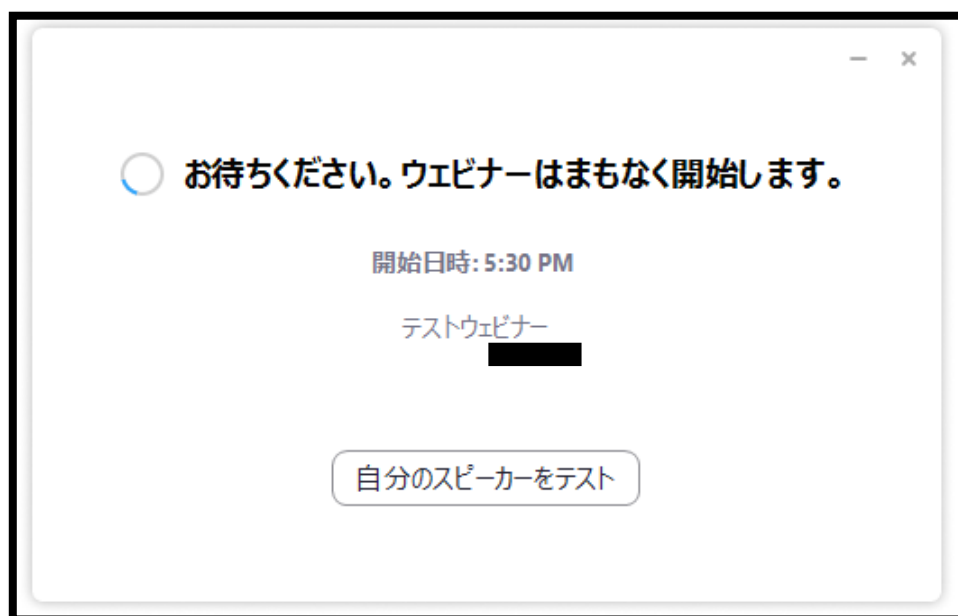 お待ちください。ウェビナーはまもなく開始します。
開始日時: 5:30 PM
テストウェビナー
自分のスピーカーをテスト